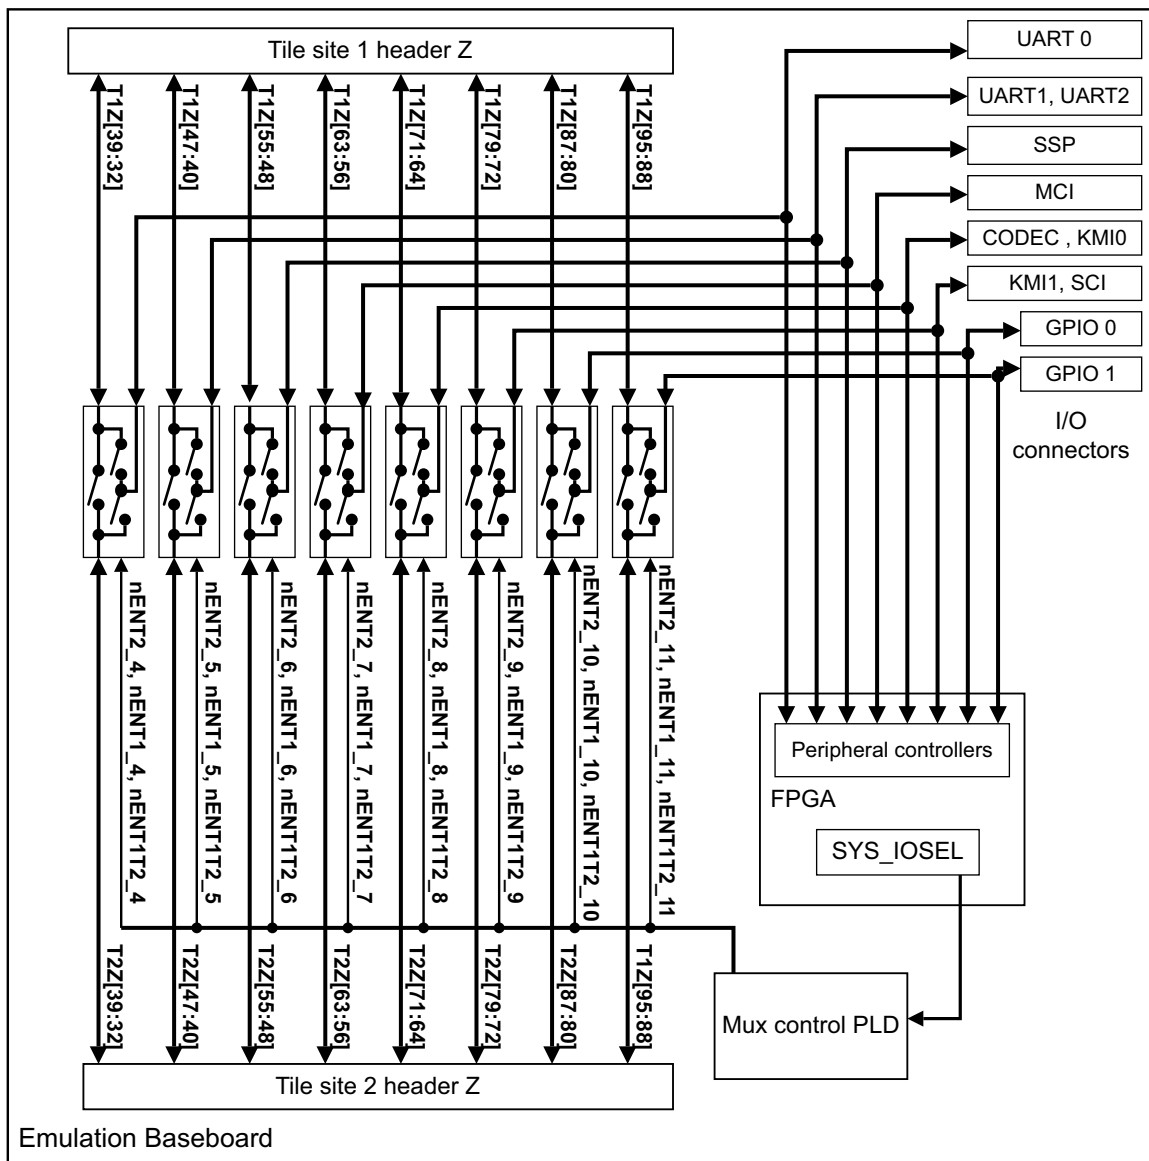 Tile site 1 header Z
UART 0
UART1, UART2
SSP
MCI
CODEC , KMI0
KMI1, SCI
GPIO 0
GPIO 1
I/O
connectors
T1Z[39:32]
T1Z[47:40]
T1Z[55:48]
T1Z[63:56]
T1Z[71:64]
T1Z[79:72]
T1Z[87:80]
T1Z[95:88]
nENT2_4, nENT1_4, nENT1T2_4
nENT2_5, nENT1_5, nENT1T2_5
nENT2_6, nENT1_6, nENT1T2_6
nENT2_7, nENT1_7, nENT1T2_7
nENT2_8, nENT1_8, nENT1T2_8
nENT2_9, nENT1_9, nENT1T2_9
nENT2_10, nENT1_10, nENT1T2_10
nENT2_11, nENT1_11, nENT1T2_11
Peripheral controllers
FPGA
SYS_IOSEL
T2Z[39:32]
T2Z[47:40]
T2Z[55:48]
T2Z[63:56]
T2Z[71:64]
T2Z[79:72]
T2Z[87:80]
T1Z[95:88]
Mux control PLD
Tile site 2 header Z
Emulation Baseboard